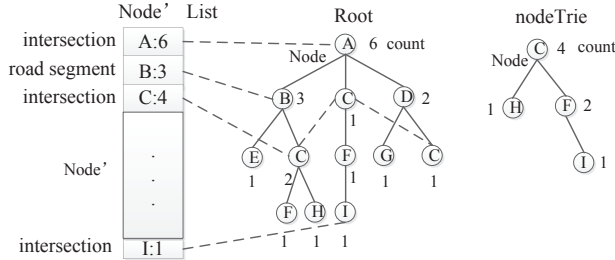 Node’ List
intersection A:6
road segment B:3
intersection C:4
Node’
.
.
.
.
intersection I:1
Root
A 6 count
Node
B 3 C 1 D 2
E 1 C 2 F 1 G 1 C 1
F 1 H 1 I 1
nodeTrie
C 4 count
Node
1 H F 2
I 1